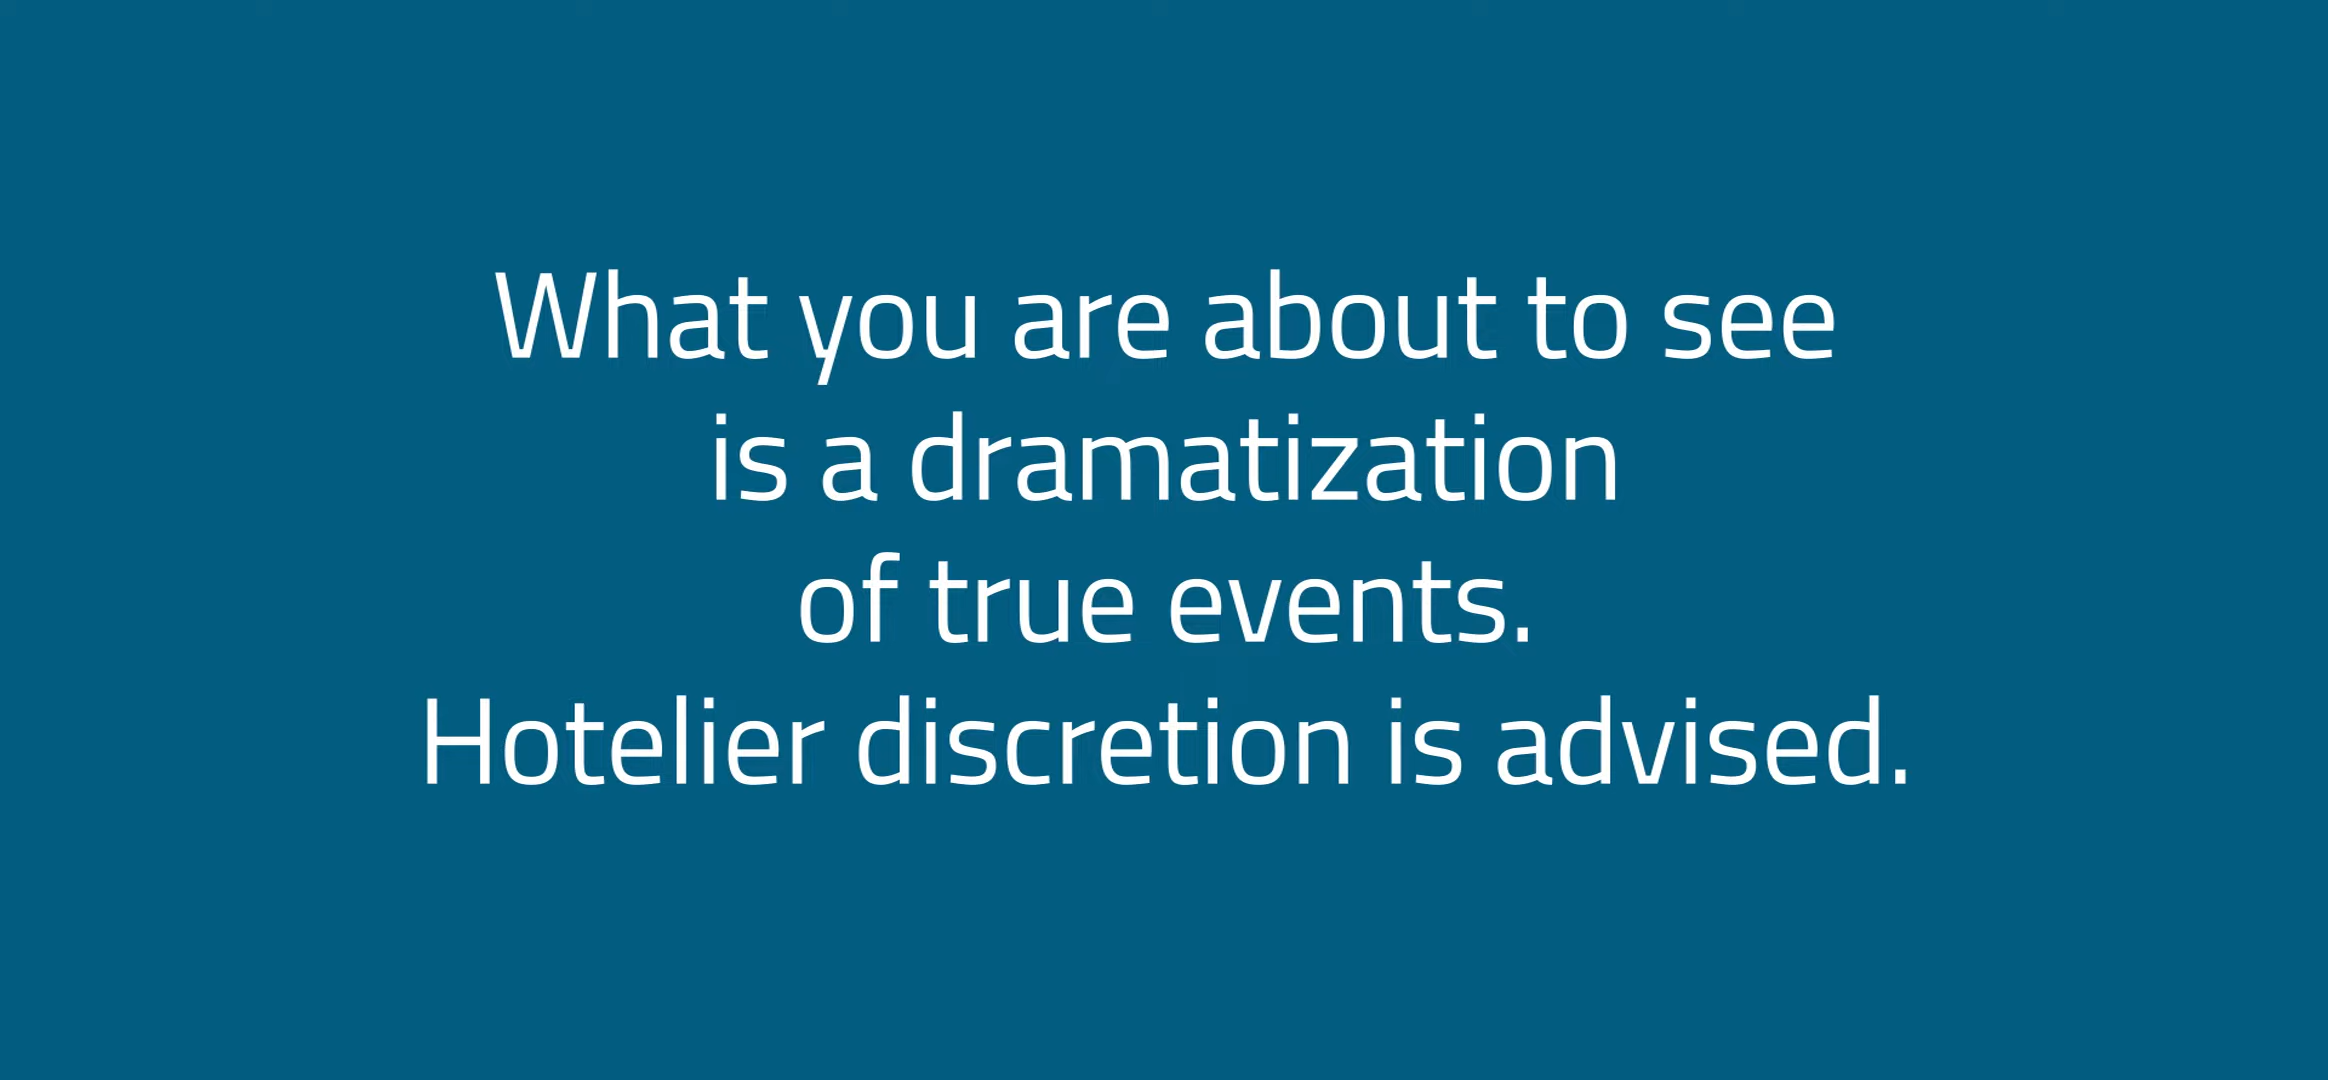 What you are about to see
is a dramatization
of true events.
Hotelier discretion is advised.